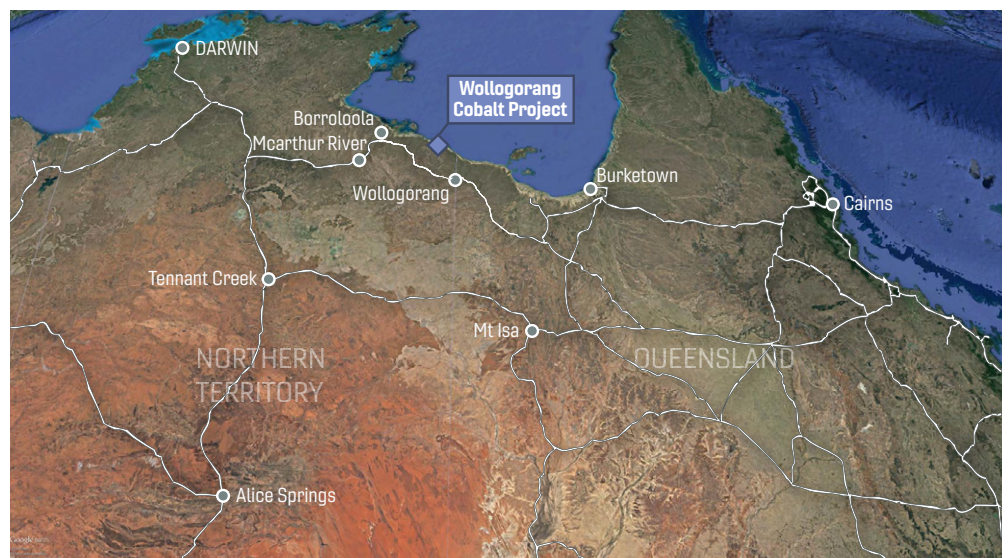 DARWIN
Wollogorang
Cobalt Project
Borroloola
Mcarthur River
Wollogorang
Burketown
Cairns
Tennant Creek
Mt Isa
NORTHERN
TERRITORY
QUEENSLAND
Alice Springs
Google